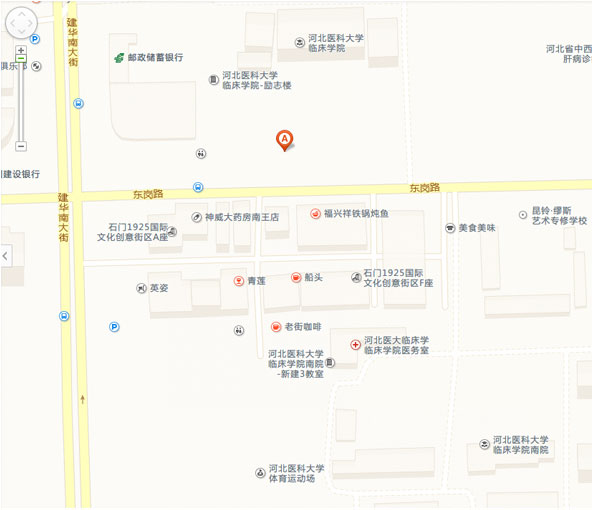 建华南大街
P
河北医科大学
临床学院
河北省中西
肝病诊
邮政储蓄银行
俱乐部
河北医科大学
临床学院-励志楼
A
建设银行
东岗路
东岗路
建华南大街
石门1925国际
文化创意街区A座
神威大药房南王店
福兴祥铁锅炖鱼
美食美味
昆铃·缪斯
艺术专修学校
英姿
青莲
船头
石门1925国际
文化创意街区F座
P
老街咖啡
河北医大临床学
临床学院医务室
河北医科大学
临床学院南院
-新建3教室
河北医科大学
临床学院南院
河北医科大学
体育运动场